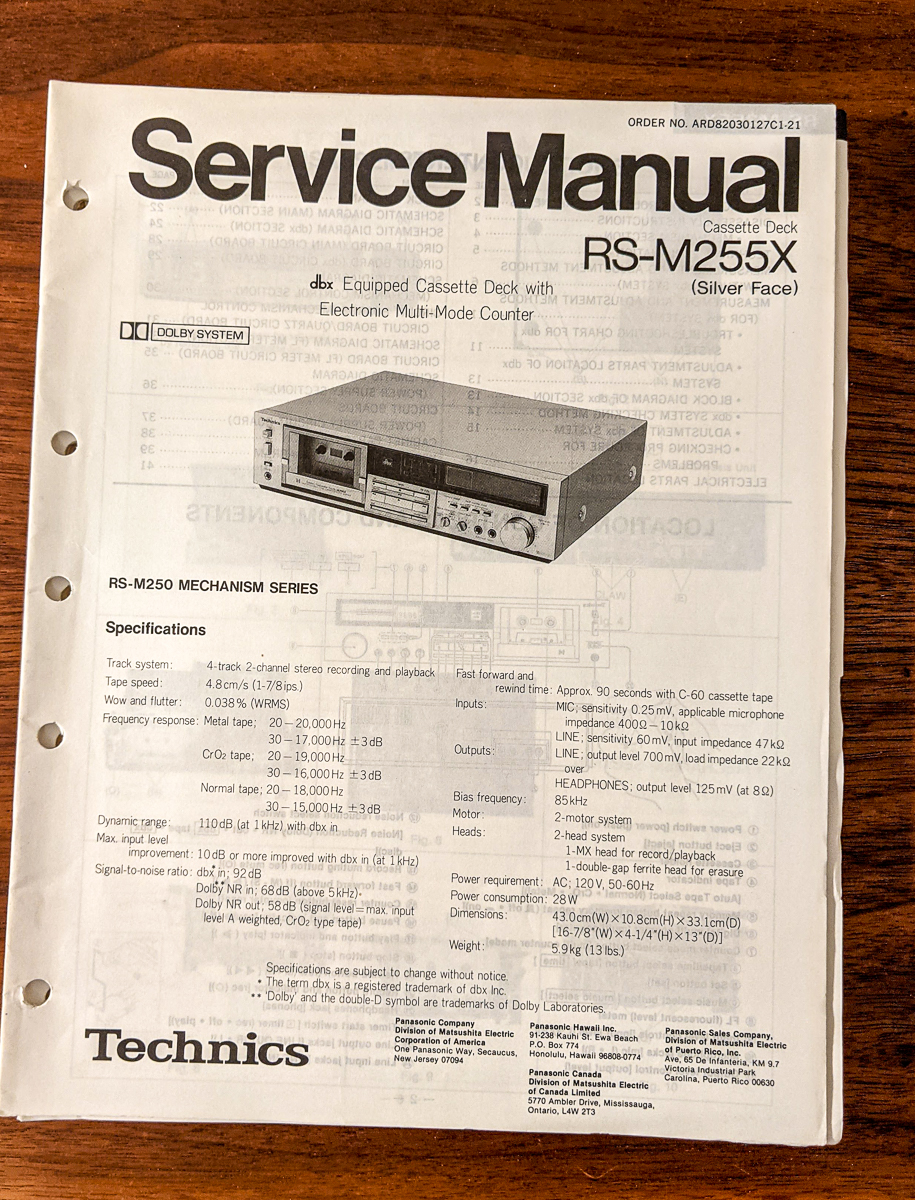 ORDER NO. ARD82030127C1-21
Service Manual
Cassette Deck
RS-M255X
(Silver Face)
dbx Equipped Cassette Deck with
Electronic Multi-Mode Counter
DOLBY SYSTEM
Technics
RS-M250 MECHANISM SERIES
Specifications
Track system: 4-track 2-channel stereo recording and playback
Tape speed: 4.8cm/s (1-7/8 ips.)
Wow and flutter: 0.038% (WRMS)
Frequency response: Metal tape; 20–20,000Hz
30–17,000Hz ±3dB
CrO₂ tape; 20–19,000Hz
30–16,000Hz ±3dB
Normal tape; 20–18,000Hz
30–15,000Hz ±3dB
Dynamic range: 110dB (at 1kHz) with dbx in
Max. input level
improvement: 10dB or more improved with dbx in (at 1kHz)
Signal-to-noise ratio: dbx* in; 92dB
Dolby** NR in; 68dB (above 5kHz)
Dolby NR out; 58dB (signal level=max. input
level A weighted, CrO₂ type tape)
Fast forward and
rewind time: Approx. 90 seconds with C-60 cassette tape
Inputs: MIC; sensitivity 0.25mV, applicable microphone
impedance 400Ω–10kΩ
LINE; sensitivity 60mV, input impedance 47kΩ
Outputs: LINE; output level 700mV, load impedance 22kΩ
over
HEADPHONES; output level 125mV (at 8Ω)
Bias frequency: 85kHz
Motor: 2-motor system
Heads: 2-head system
1-MX head for record/playback
1-double-gap ferrite head for erasure
Power requirement: AC; 120V, 50-60Hz
Power consumption: 28W
Dimensions: 43.0cm(W)×10.8cm(H)×33.1cm(D)
[16-7/8"(W)×4-1/4"(H)×13"(D)]
Weight: 5.9kg (13 lbs.)
Specifications are subject to change without notice.
* The term dbx is a registered trademark of dbx Inc.
** 'Dolby' and the double-D symbol are trademarks of Dolby Laboratories.
Technics
Panasonic Company
Division of Matsushita Electric
Corporation of America
One Panasonic Way, Secaucus,
New Jersey 07094
Panasonic Hawaii Inc.
91-238 Kauhi St. Ewa Beach
P.O. Box 774
Honolulu, Hawaii 96808-0774
Panasonic Canada
Division of Matsushita Electric
of Canada Limited
5770 Ambler Drive, Mississauga,
Ontario, L4W 2T3
Panasonic Sales Company,
Division of Matsushita Electric
of Puerto Rico, Inc.
Ave. 65 De Infanteria, KM 9.7
Victoria Industrial Park
Carolina, Puerto Rico 00630